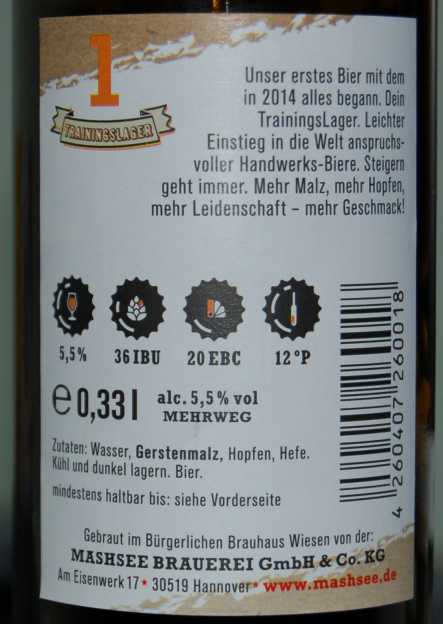 1
TRAININGSLAGER
Unser erstes Bier mit dem
in 2014 alles begann. Dein
TrainingsLager. Leichter
Einstieg in die Welt anspruchs-
voller Handwerks-Biere. Steigern
geht immer. Mehr Malz, mehr Hopfen,
mehr Leidenschaft – mehr Geschmack!
5,5% 36 IBU 20 EBC 12 °P
℮ 0,33 l alc. 5,5 % vol
MEHRWEG
Zutaten: Wasser, Gerstenmalz, Hopfen, Hefe.
Kühl und dunkel lagern. Bier.
mindestens haltbar bis: siehe Vorderseite
4 260407 260018
Gebraut im Bürgerlichen Brauhaus Wiesen von der:
MASHSEE BRAUEREI GmbH & Co. KG
Am Eisenwerk 17 * 30519 Hannover * www.mashsee.de